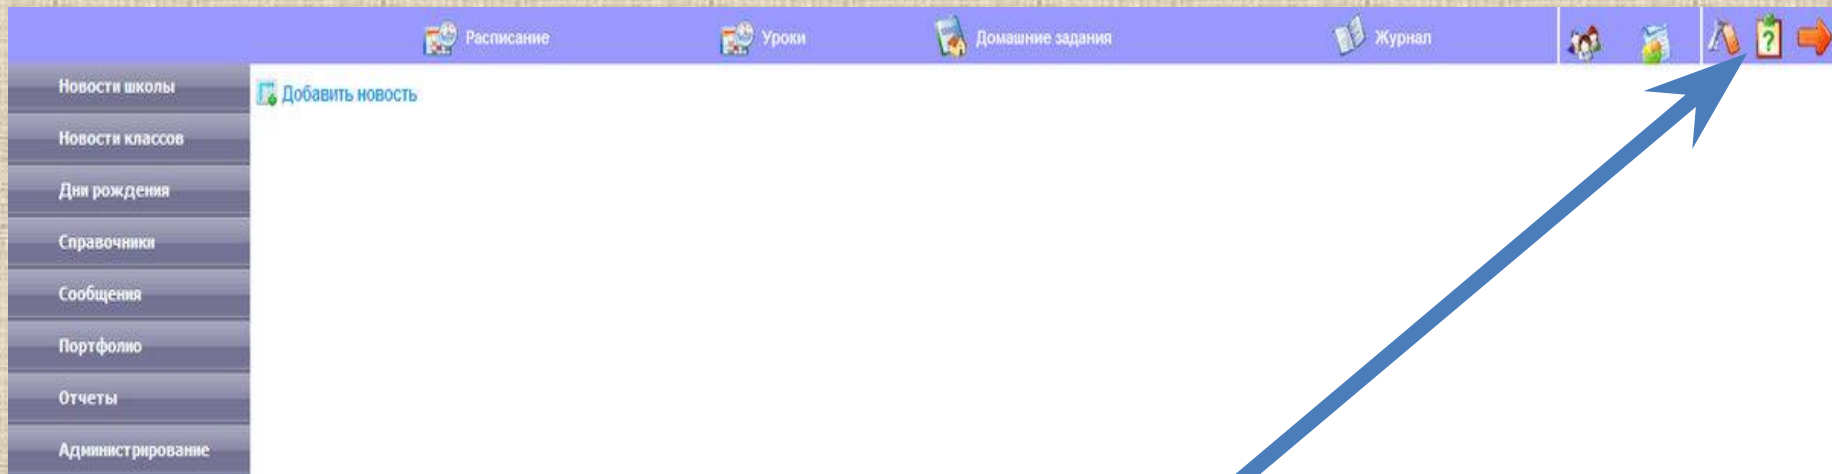 Расписание
Уроки
Домашние задания
Журнал
?
Новости школы
Добавить новость
Новости классов
Дни рождения
Справочники
Сообщения
Портфолио
Отчеты
Администрирование